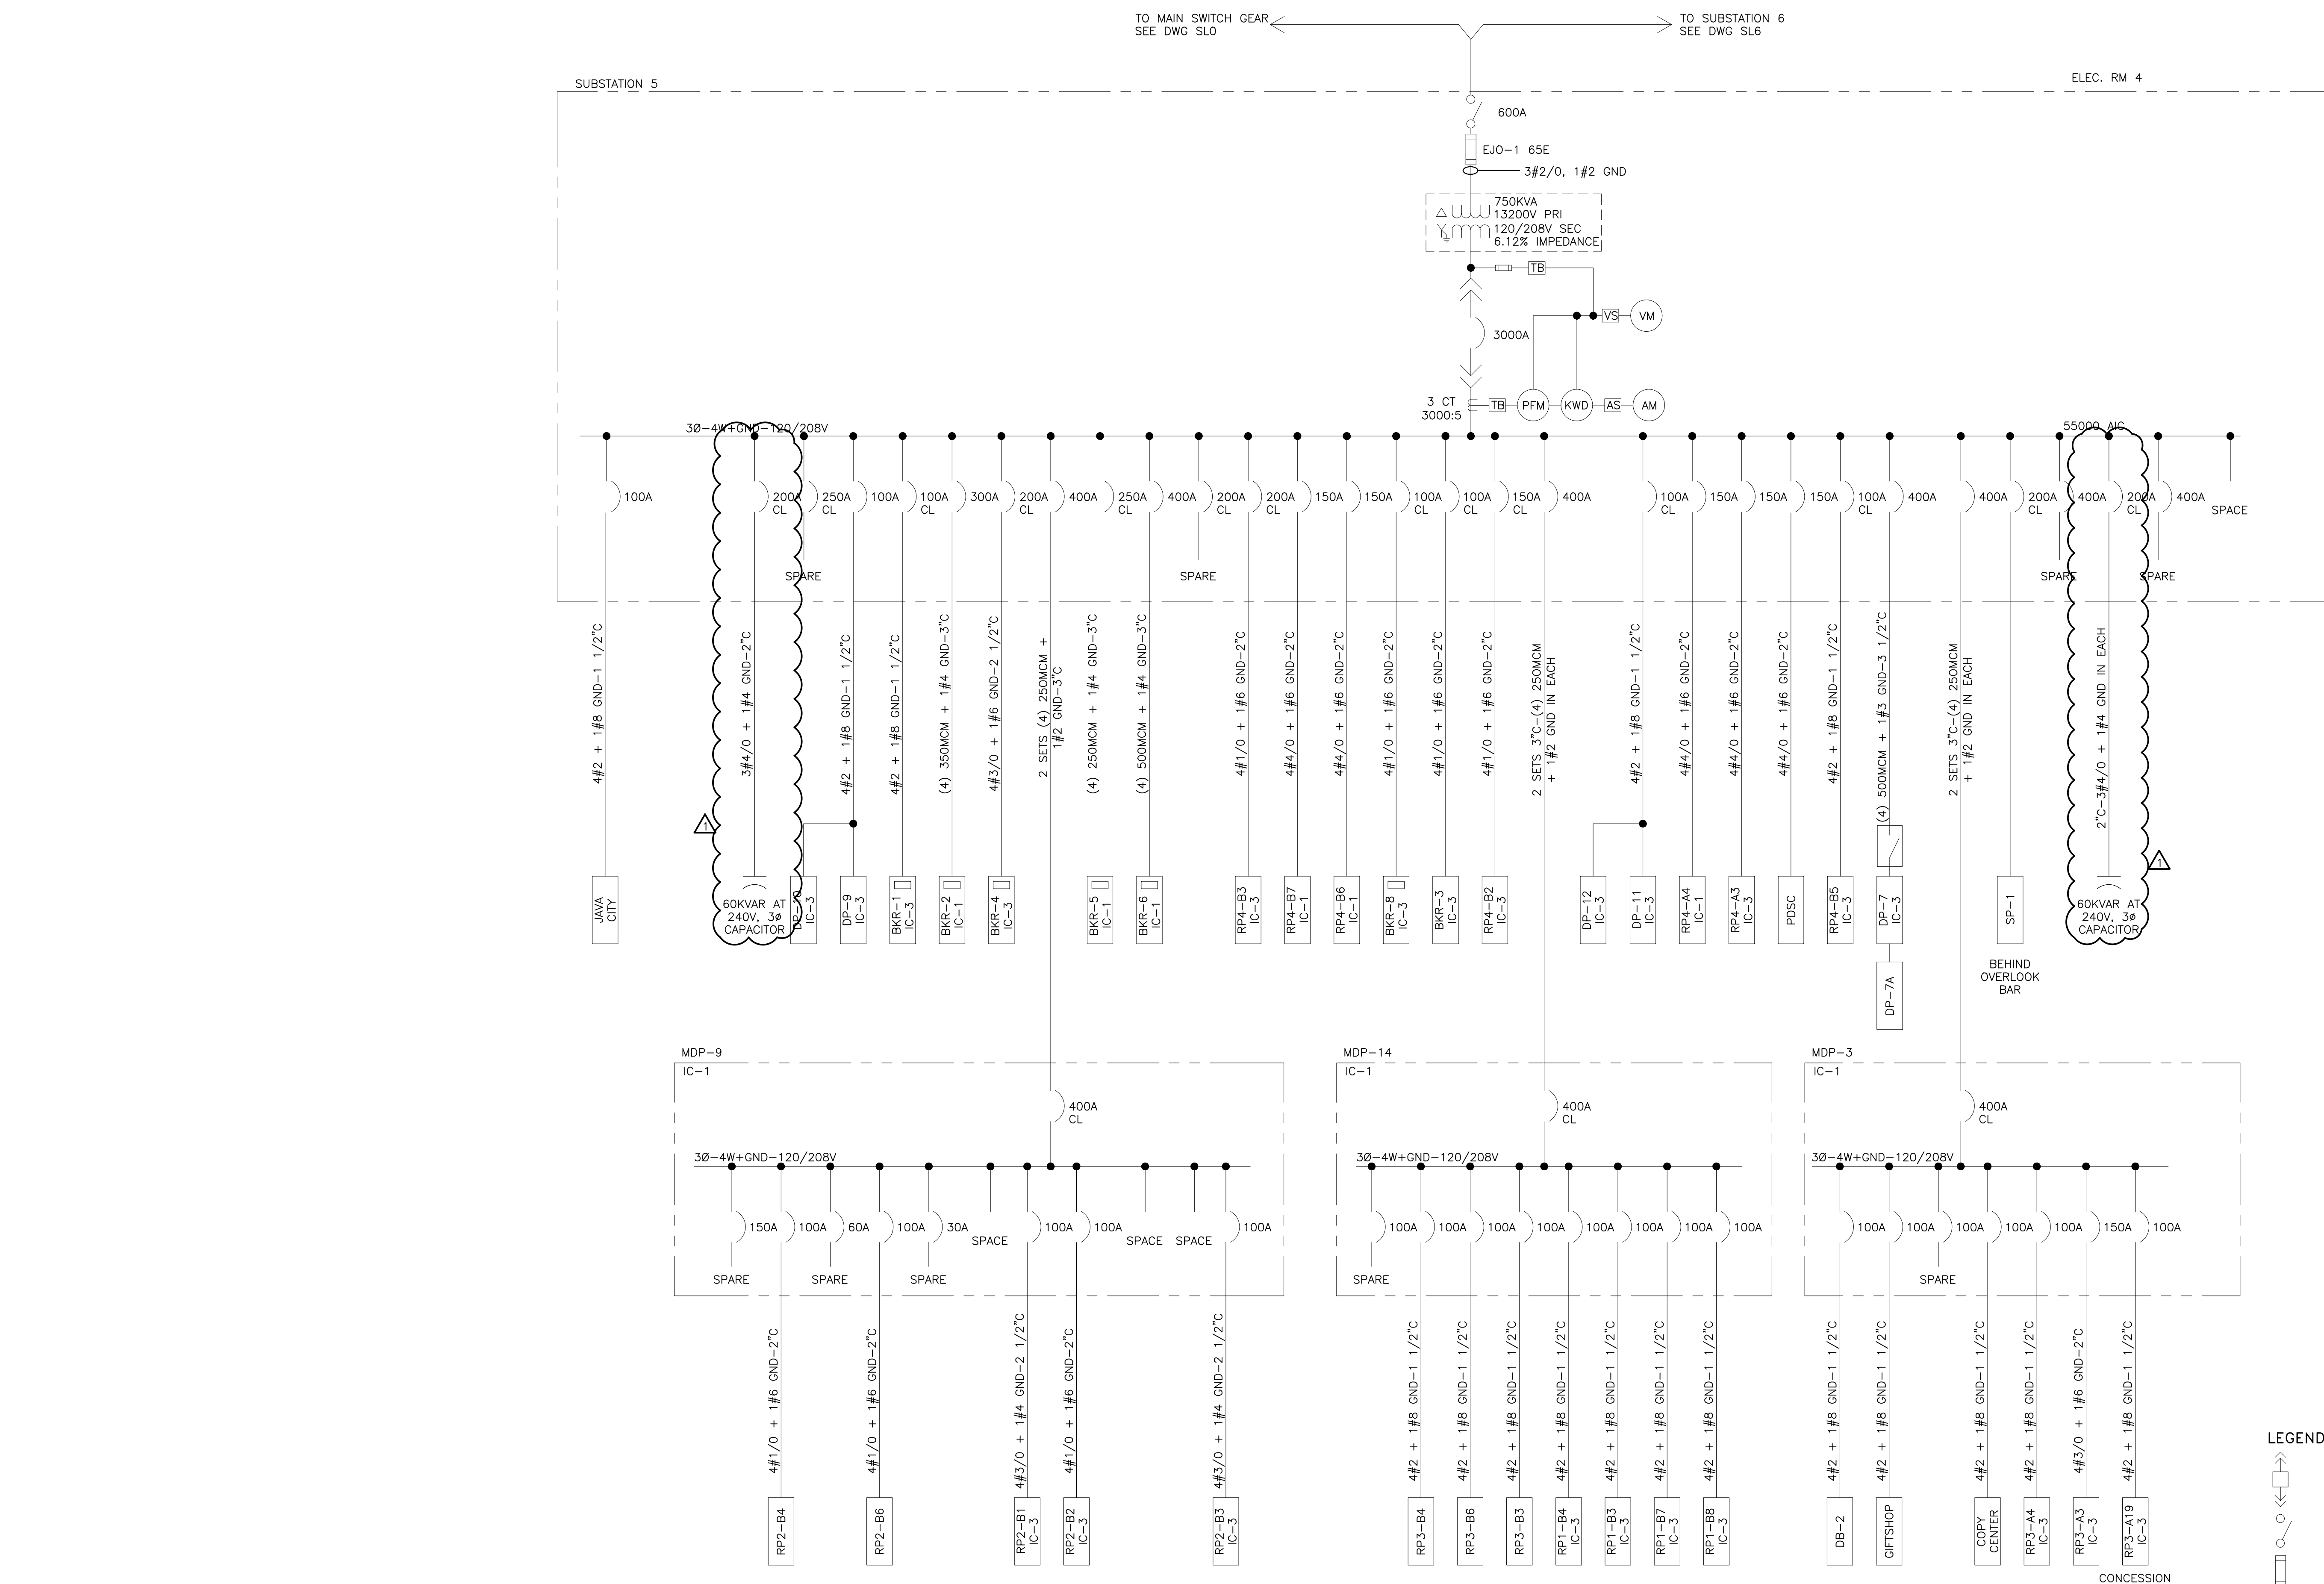 TO MAIN SWITCH GEAR
SEE DWG SL0
TO SUBSTATION 6
SEE DWG SL6
SUBSTATION 5
ELEC. RM 4
600A
EJO-1 65E
3#2/0, 1#2 GND
750KVA
13200V PRI
120/208V SEC
6.12% IMPEDANCE
TB
VS
VM
3000A
3 CT
3000:5
TB
PFM
KWD
AS
AM
3Ø-4W+GND-120/208V
55000 AIC
100A
200A
CL
250A
CL
100A
100A
CL
300A
200A
CL
400A
250A
CL
400A
200A
CL
200A
CL
150A
150A
100A
CL
100A
CL
150A
CL
400A
100A
CL
150A
150A
150A
100A
CL
400A
400A
200A
CL
400A
200A
CL
400A
SPACE
SPARE
SPARE
SPARE
SPARE
4#2 + 1#8 GND-1 1/2"C
3#4/0 + 1#4 GND-2"C
4#2 + 1#8 GND-1 1/2"C
4#2 + 1#8 GND-1 1/2"C
(4) 350MCM + 1#4 GND-3"C
4#3/0 + 1#6 GND-2 1/2"C
2 SETS (4) 250MCM +
1#2 GND-3"C
(4) 250MCM + 1#4 GND-3"C
(4) 500MCM + 1#4 GND-3"C
4#1/0 + 1#6 GND-2"C
4#4/0 + 1#6 GND-2"C
4#4/0 + 1#6 GND-2"C
4#1/0 + 1#6 GND-2"C
4#1/0 + 1#6 GND-2"C
4#1/0 + 1#6 GND-2"C
2 SETS 3"C-(4) 250MCM
+ 1#2 GND IN EACH
4#2 + 1#8 GND-1 1/2"C
4#4/0 + 1#6 GND-2"C
4#4/0 + 1#6 GND-2"C
4#4/0 + 1#6 GND-2"C
4#2 + 1#8 GND-1 1/2"C
(4) 500MCM + 1#3 GND-3 1/2"C
2 SETS 3"C-(4) 250MCM
+ 1#2 GND IN EACH
2"C-3#4/0 + 1#4 GND IN EACH
1
1
JAVA
CITY
60KVAR AT
240V, 3ø
CAPACITOR
DP-10
IC-3
DP-9
IC-3
BKR-1
IC-3
BKR-2
IC-1
BKR-4
IC-3
BKR-5
IC-1
BKR-6
IC-1
RP4-B3
IC-3
RP4-B7
IC-1
RP4-B6
IC-1
BKR-8
IC-3
BKR-3
IC-3
RP4-B2
IC-3
DP-12
IC-3
DP-11
IC-3
RP4-A4
IC-1
RP4-A3
IC-3
PDSC
RP4-B5
IC-3
DP-7
IC-3
DP-7A
SP-1
BEHIND
OVERLOOK
BAR
60KVAR AT
240V, 3ø
CAPACITOR
MDP-9
IC-1
400A
CL
3Ø-4W+GND-120/208V
150A
100A
60A
100A
30A
SPACE
100A
100A
SPACE
SPACE
100A
SPARE
SPARE
SPARE
4#1/0 + 1#6 GND-2"C
4#1/0 + 1#6 GND-2"C
4#3/0 + 1#4 GND-2 1/2"C
4#1/0 + 1#6 GND-2"C
4#3/0 + 1#4 GND-2 1/2"C
RP2-B4
RP2-B6
RP2-B1
IC-3
RP2-B2
IC-3
RP2-B3
IC-3
MDP-14
IC-1
400A
CL
3Ø-4W+GND-120/208V
100A
100A
100A
100A
100A
100A
100A
100A
SPARE
4#2 + 1#8 GND-1 1/2"C
4#2 + 1#8 GND-1 1/2"C
4#2 + 1#8 GND-1 1/2"C
4#2 + 1#8 GND-1 1/2"C
4#2 + 1#8 GND-1 1/2"C
4#2 + 1#8 GND-1 1/2"C
4#2 + 1#8 GND-1 1/2"C
RP3-B4
RP3-B6
RP3-B3
RP1-B4
IC-3
RP1-B3
IC-3
RP1-B7
IC-3
RP1-B8
IC-3
MDP-3
IC-1
400A
CL
3Ø-4W+GND-120/208V
100A
100A
100A
100A
100A
150A
100A
SPARE
4#2 + 1#8 GND-1 1/2"C
4#2 + 1#8 GND-1 1/2"C
4#2 + 1#8 GND-1 1/2"C
4#2 + 1#8 GND-1 1/2"C
4#3/0 + 1#6 GND-2"C
4#2 + 1#8 GND-1 1/2"C
DB-2
GIFTSHOP
COPY
CENTER
RP3-A4
IC-3
RP3-A3
IC-3
RP3-A19
IC-3
CONCESSION
LEGEND